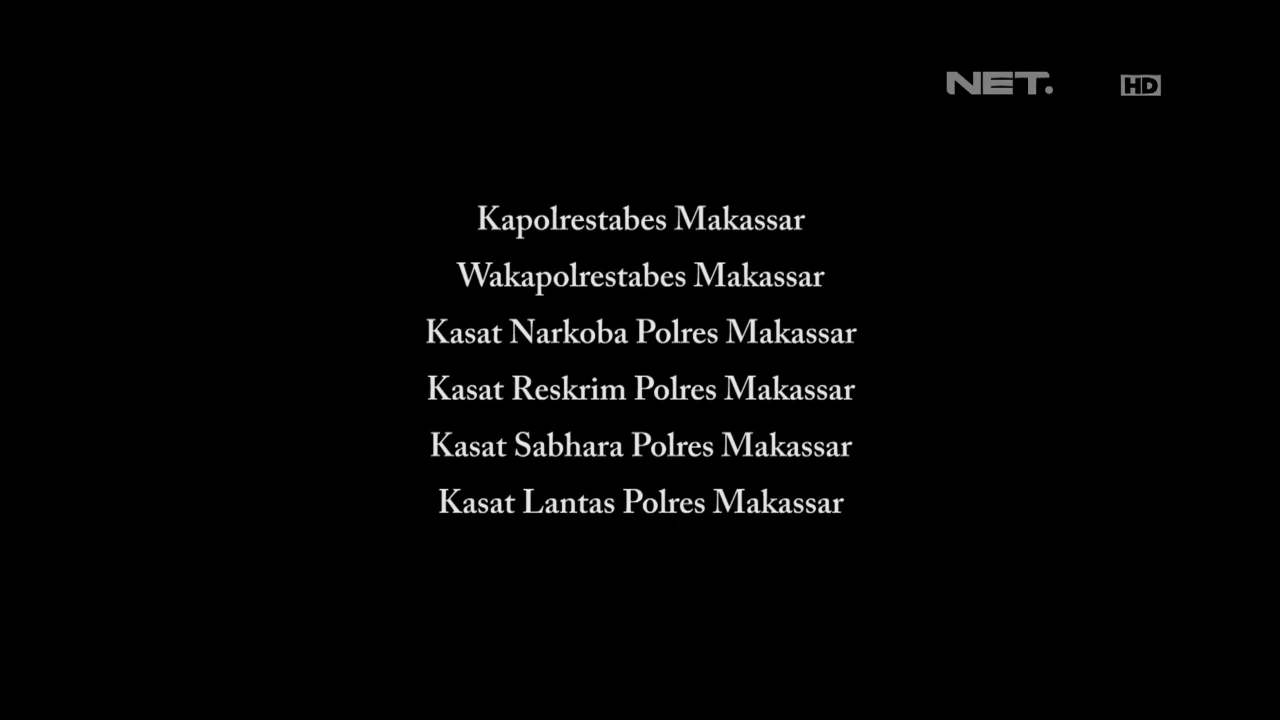 NET. HD
Kapolrestabes Makassar
Wakapolrestabes Makassar
Kasat Narkoba Polres Makassar
Kasat Reskrim Polres Makassar
Kasat Sabhara Polres Makassar
Kasat Lantas Polres Makassar